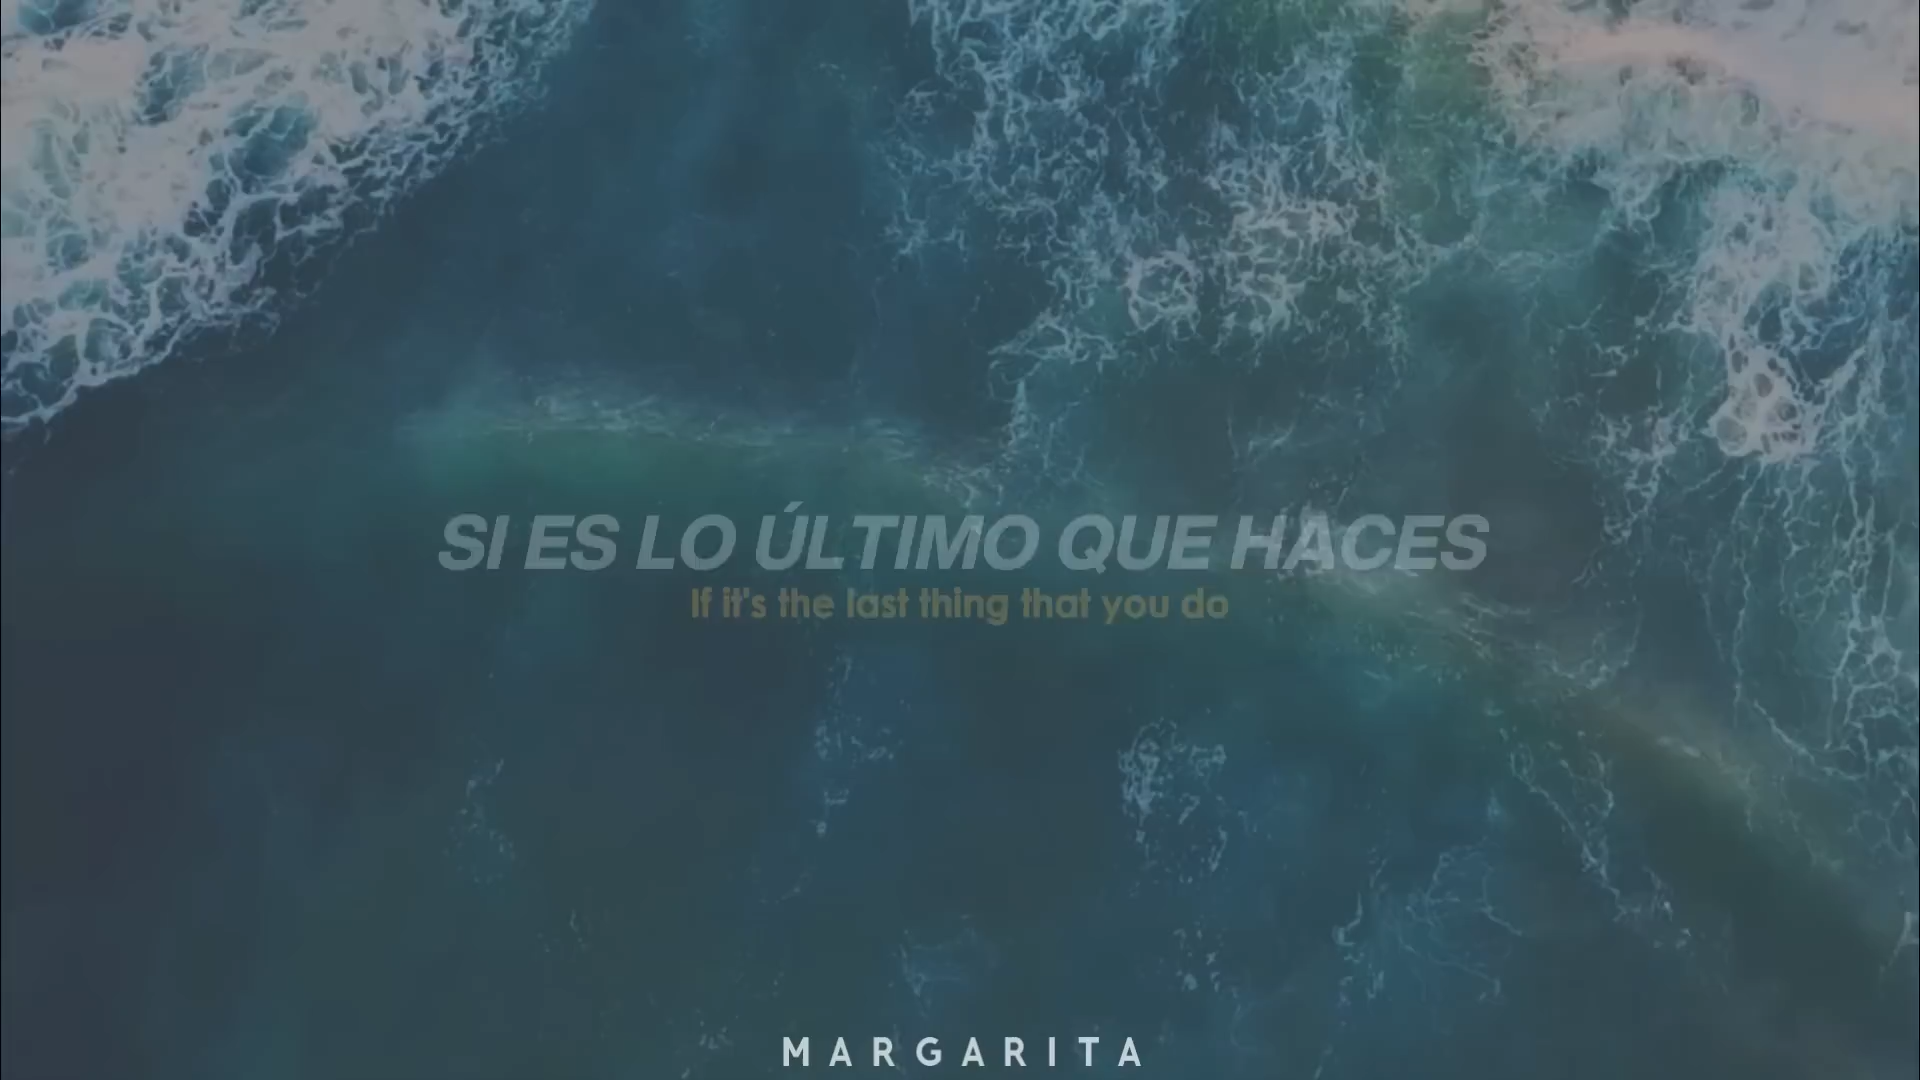 SI ES LO ÚLTIMO QUE HACES
If it's the last thing that you do
MARGARITA